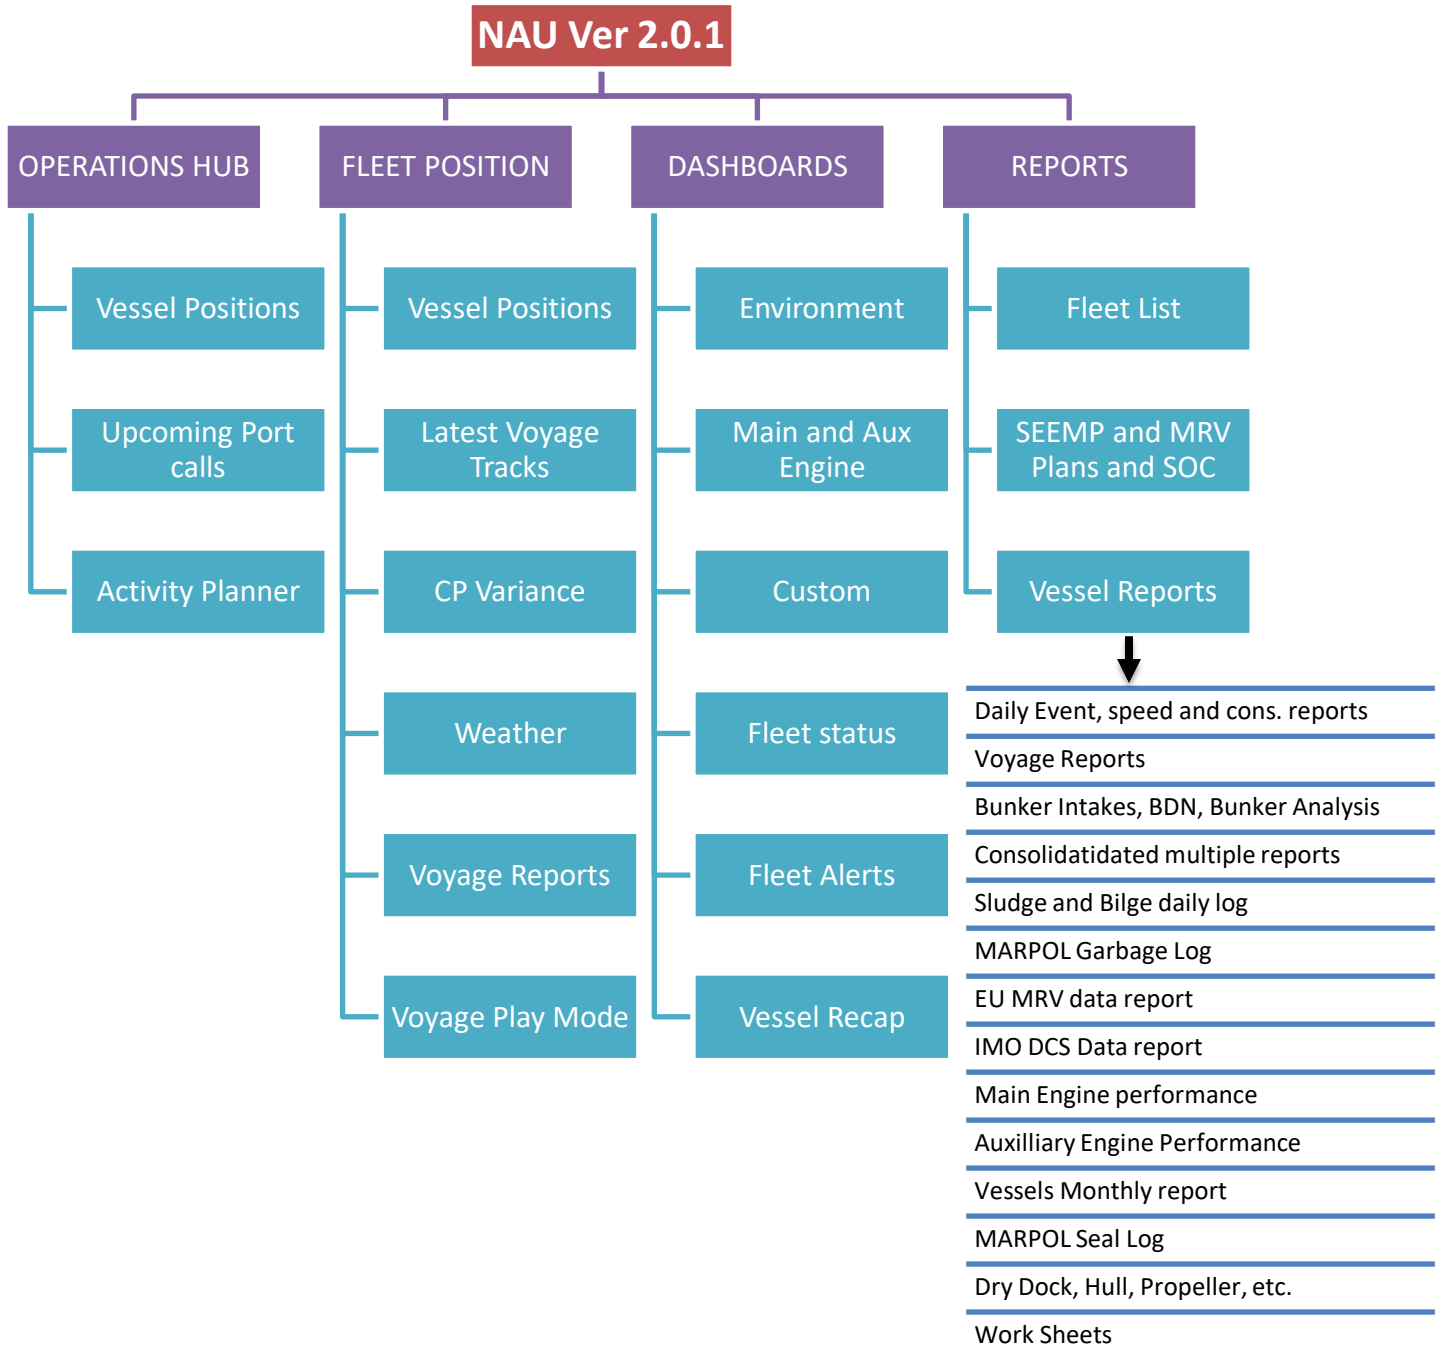 NAU Ver 2.0.1
OPERATIONS HUB
FLEET POSITION
DASHBOARDS
REPORTS
Vessel Positions
Upcoming Port
calls
Activity Planner
Vessel Positions
Latest Voyage
Tracks
CP Variance
Weather
Voyage Reports
Voyage Play Mode
Environment
Main and Aux
Engine
Custom
Fleet status
Fleet Alerts
Vessel Recap
Fleet List
SEEMP and MRV
Plans and SOC
Vessel Reports
Daily Event, speed and cons. reports
Voyage Reports
Bunker Intakes, BDN, Bunker Analysis
Consolidatidated multiple reports
Sludge and Bilge daily log
MARPOL Garbage Log
EU MRV data report
IMO DCS Data report
Main Engine performance
Auxilliary Engine Performance
Vessels Monthly report
MARPOL Seal Log
Dry Dock, Hull, Propeller, etc.
Work Sheets